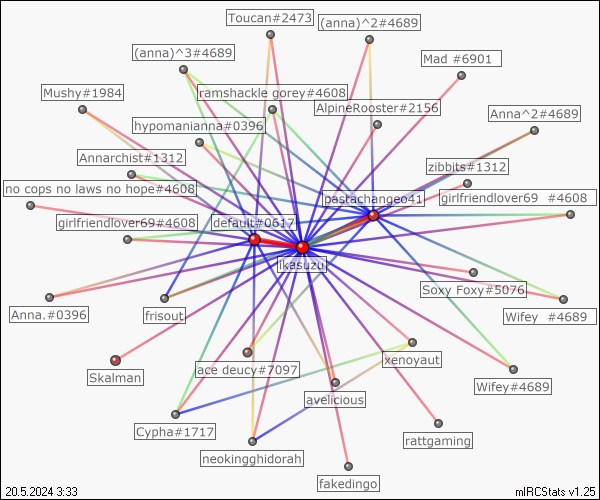 Toucan#2473
(anna)^2#4689
(anna)^3#4689
Mad #6901
Mushy#1984
ramshackle gorey#4608
AlpineRooster#2156
Anna^2#4689
hypomanianna#0396
Annarchist#1312
zibbits#1312
no cops no laws no hope#4608
pastachangeo41
girlfriendlover69 #4608
girlfriendlover69#4608
default#0617
ikasuzu
Soxy Foxy#5076
Anna.#0396
frisout
Wifey #4689
xenoyaut
Skalman
ace deucy#7097
Wifey#4689
avelicious
Cypha#1717
rattgaming
neokingghidorah
fakedingo
20.5.2024 3:33
mIRCStats v1.25